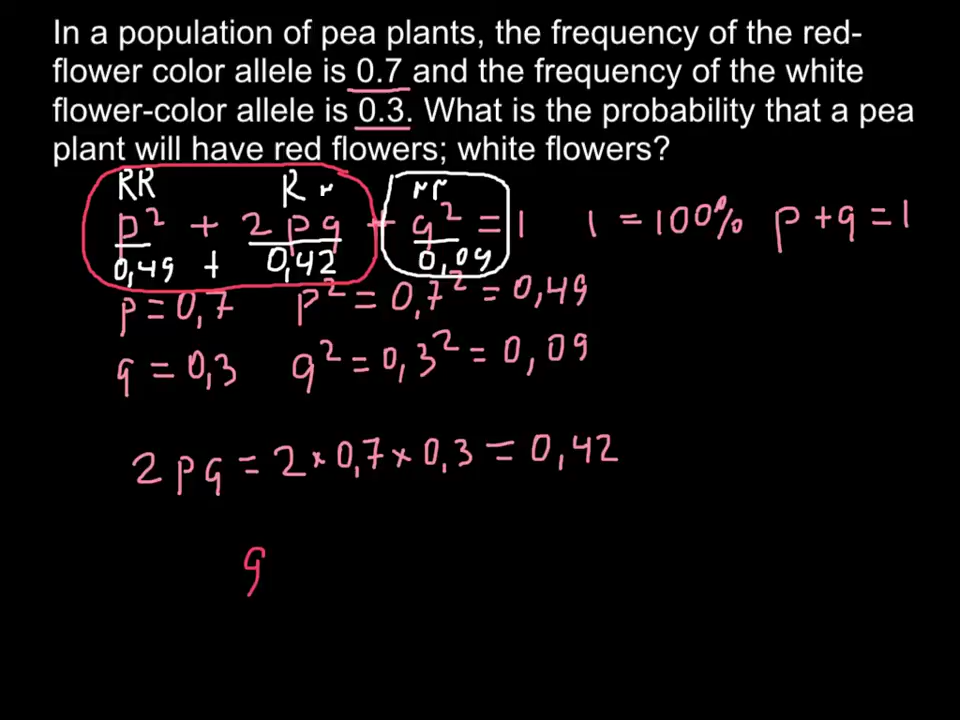 In a population of pea plants, the frequency of the red-
flower color allele is 0.7 and the frequency of the white
flower-color allele is 0.3. What is the probability that a pea
plant will have red flowers; white flowers?
RR Rr rr
p² + 2pq + q² = 1 1 = 100% p + q = 1
0,49 + 0,42 0,09
p = 0,7 p² = 0,7² = 0,49
q = 0,3 q² = 0,3² = 0,09
2pq = 2 × 0,7 × 0,3 = 0,42
9